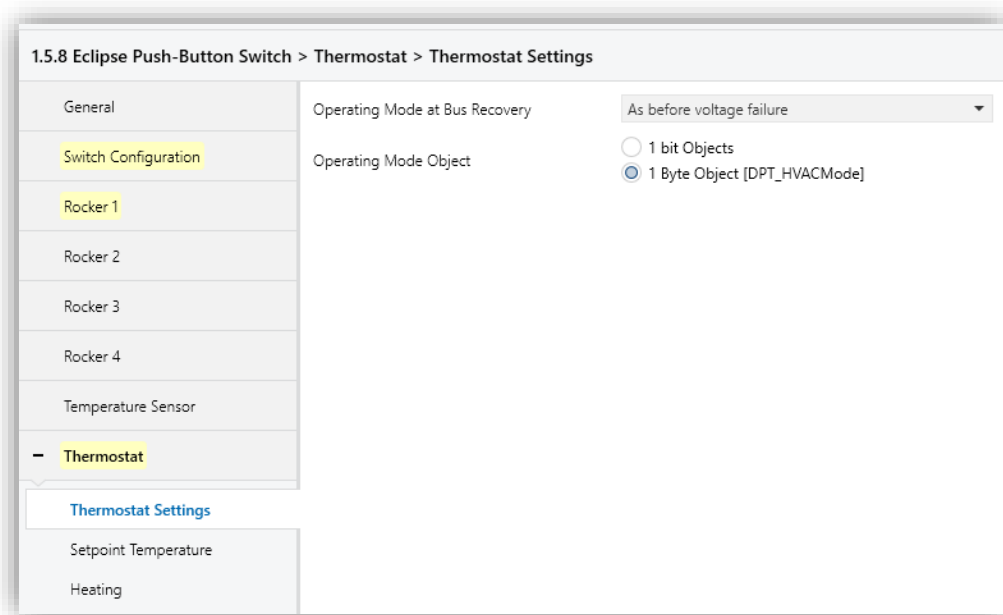 1.5.8 Eclipse Push-Button Switch > Thermostat > Thermostat Settings
General
Switch Configuration
Rocker 1
Rocker 2
Rocker 3
Rocker 4
Temperature Sensor
Thermostat
Thermostat Settings
Setpoint Temperature
Heating
Operating Mode at Bus Recovery
As before voltage failure
Operating Mode Object
1 bit Objects
1 Byte Object [DPT_HVACMode]